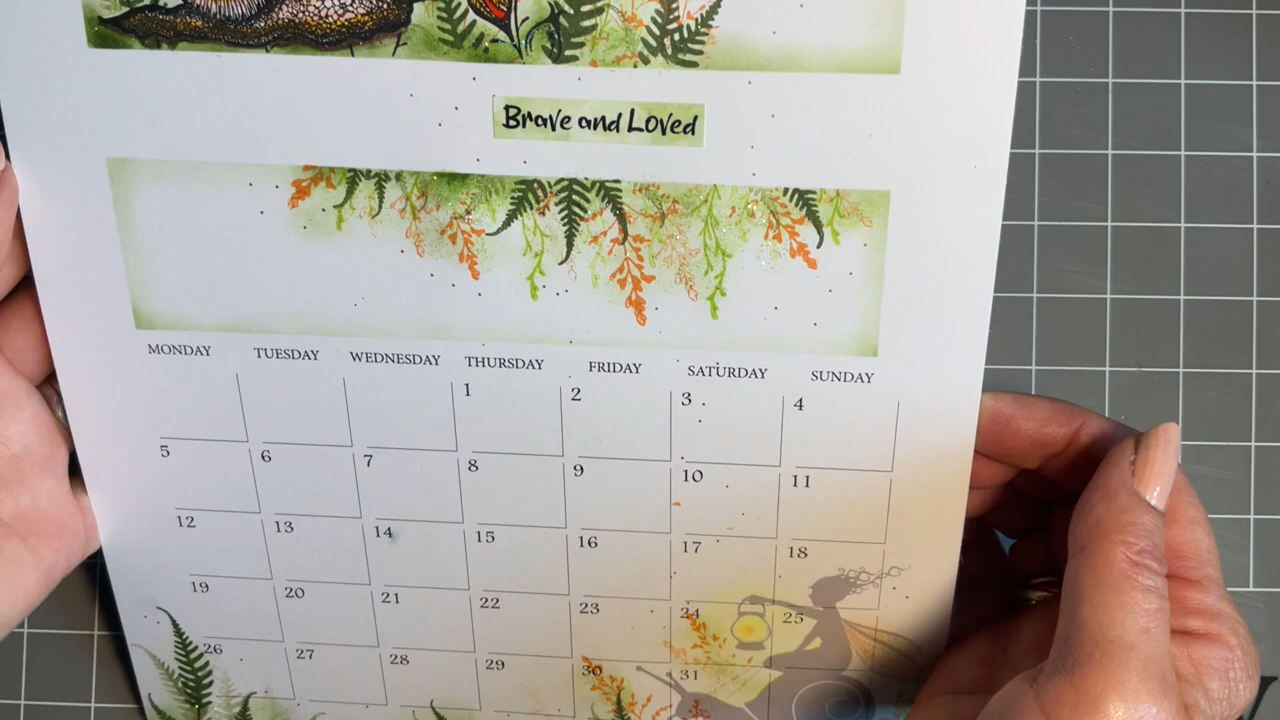 Brave and Loved
MONDAY TUESDAY WEDNESDAY THURSDAY FRIDAY SATURDAY SUNDAY
1 2 3 4
5 6 7 8 9 10 11
12 13 14 15 16 17 18
19 20 21 22 23 24 25
26 27 28 29 30 31